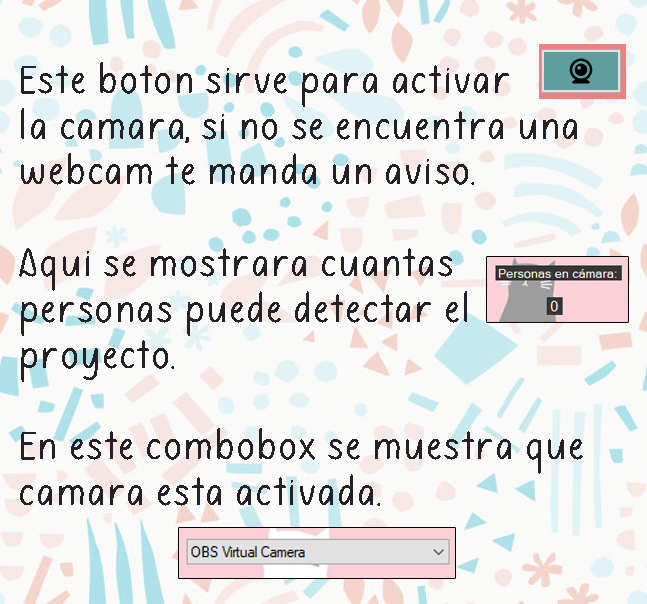 Este boton sirve para activar
la camara, si no se encuentra una
webcam te manda un aviso.
Aqui se mostrara cuantas
personas puede detectar el
proyecto.
Personas en cámara:
0
En este combobox se muestra que
camara esta activada.
OBS Virtual Camera